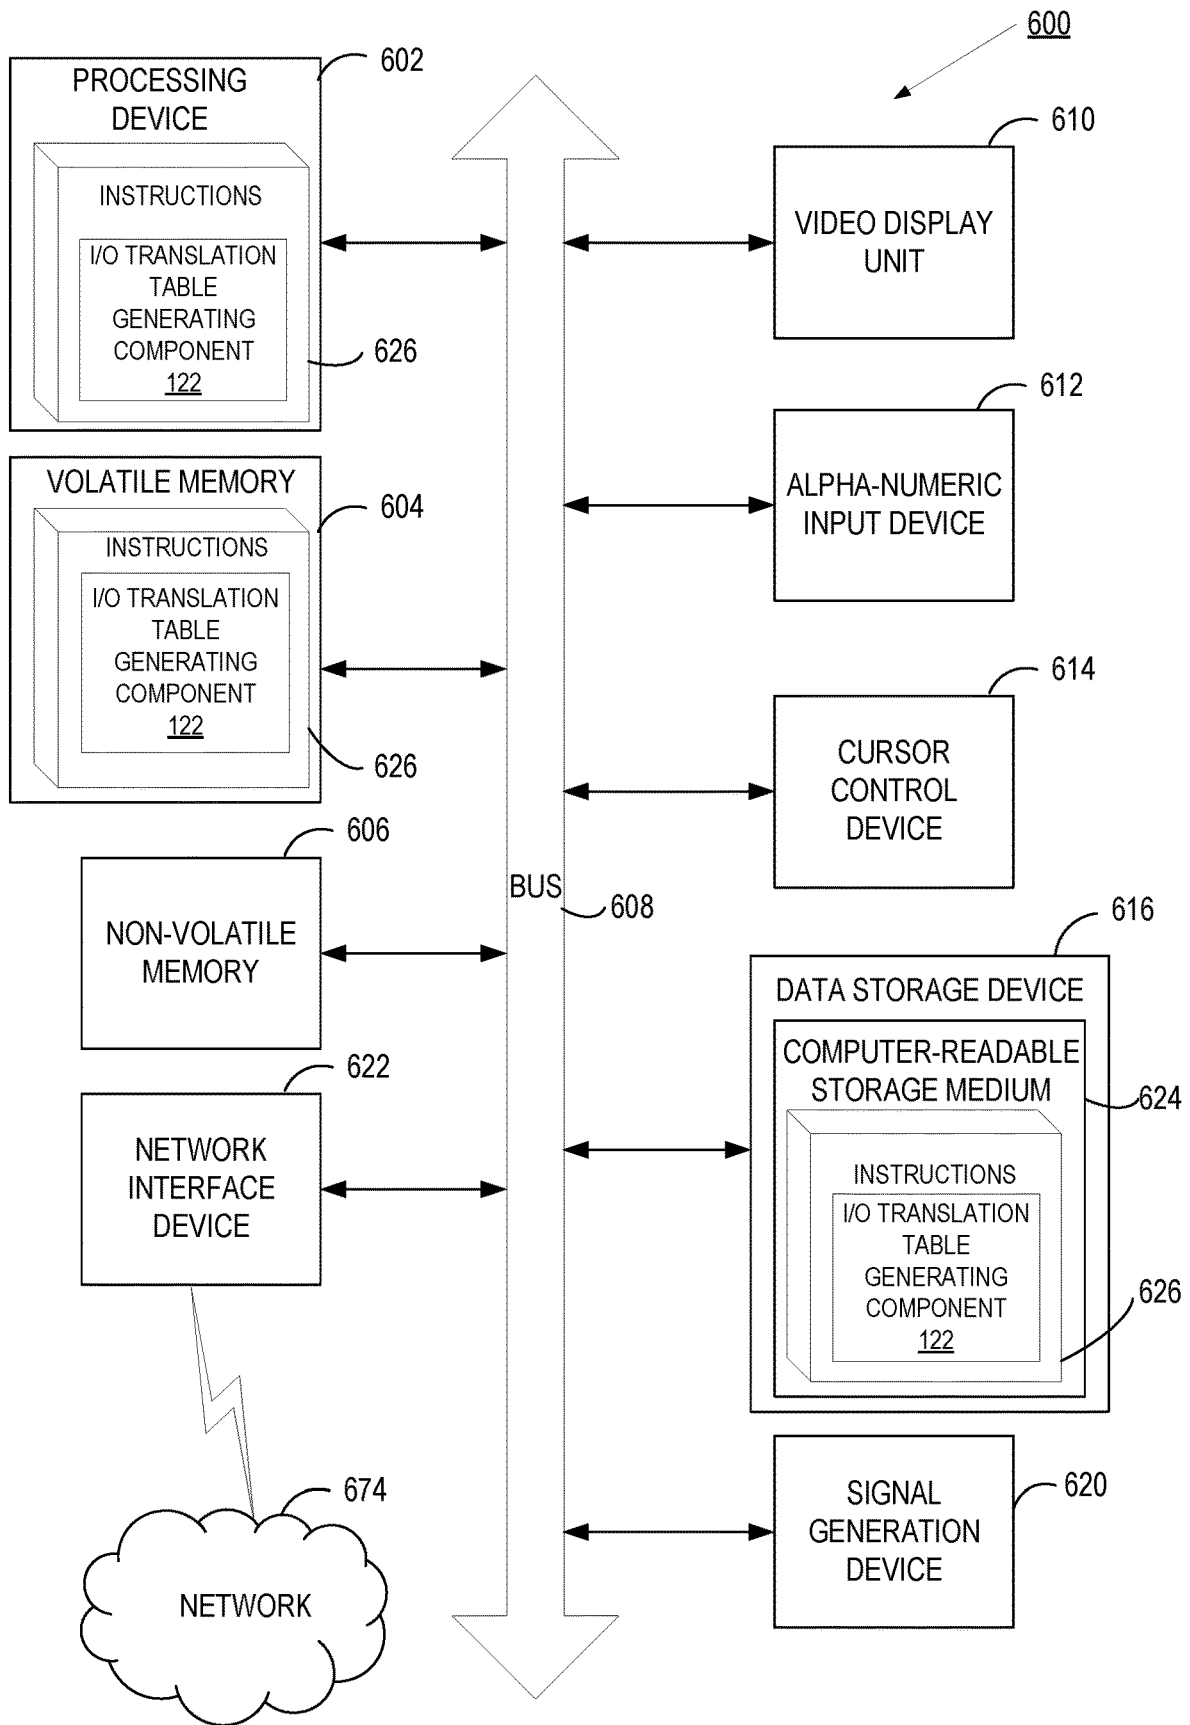 600
602
PROCESSING
DEVICE
INSTRUCTIONS
I/O TRANSLATION
TABLE
GENERATING
COMPONENT
122
626
VOLATILE MEMORY
604
INSTRUCTIONS
I/O TRANSLATION
TABLE
GENERATING
COMPONENT
122
626
606
NON-VOLATILE
MEMORY
622
NETWORK
INTERFACE
DEVICE
674
NETWORK
BUS
608
610
VIDEO DISPLAY
UNIT
612
ALPHA-NUMERIC
INPUT DEVICE
614
CURSOR
CONTROL
DEVICE
616
DATA STORAGE DEVICE
COMPUTER-READABLE
STORAGE MEDIUM
624
INSTRUCTIONS
I/O TRANSLATION
TABLE
GENERATING
COMPONENT
122
626
SIGNAL
GENERATION
DEVICE
620